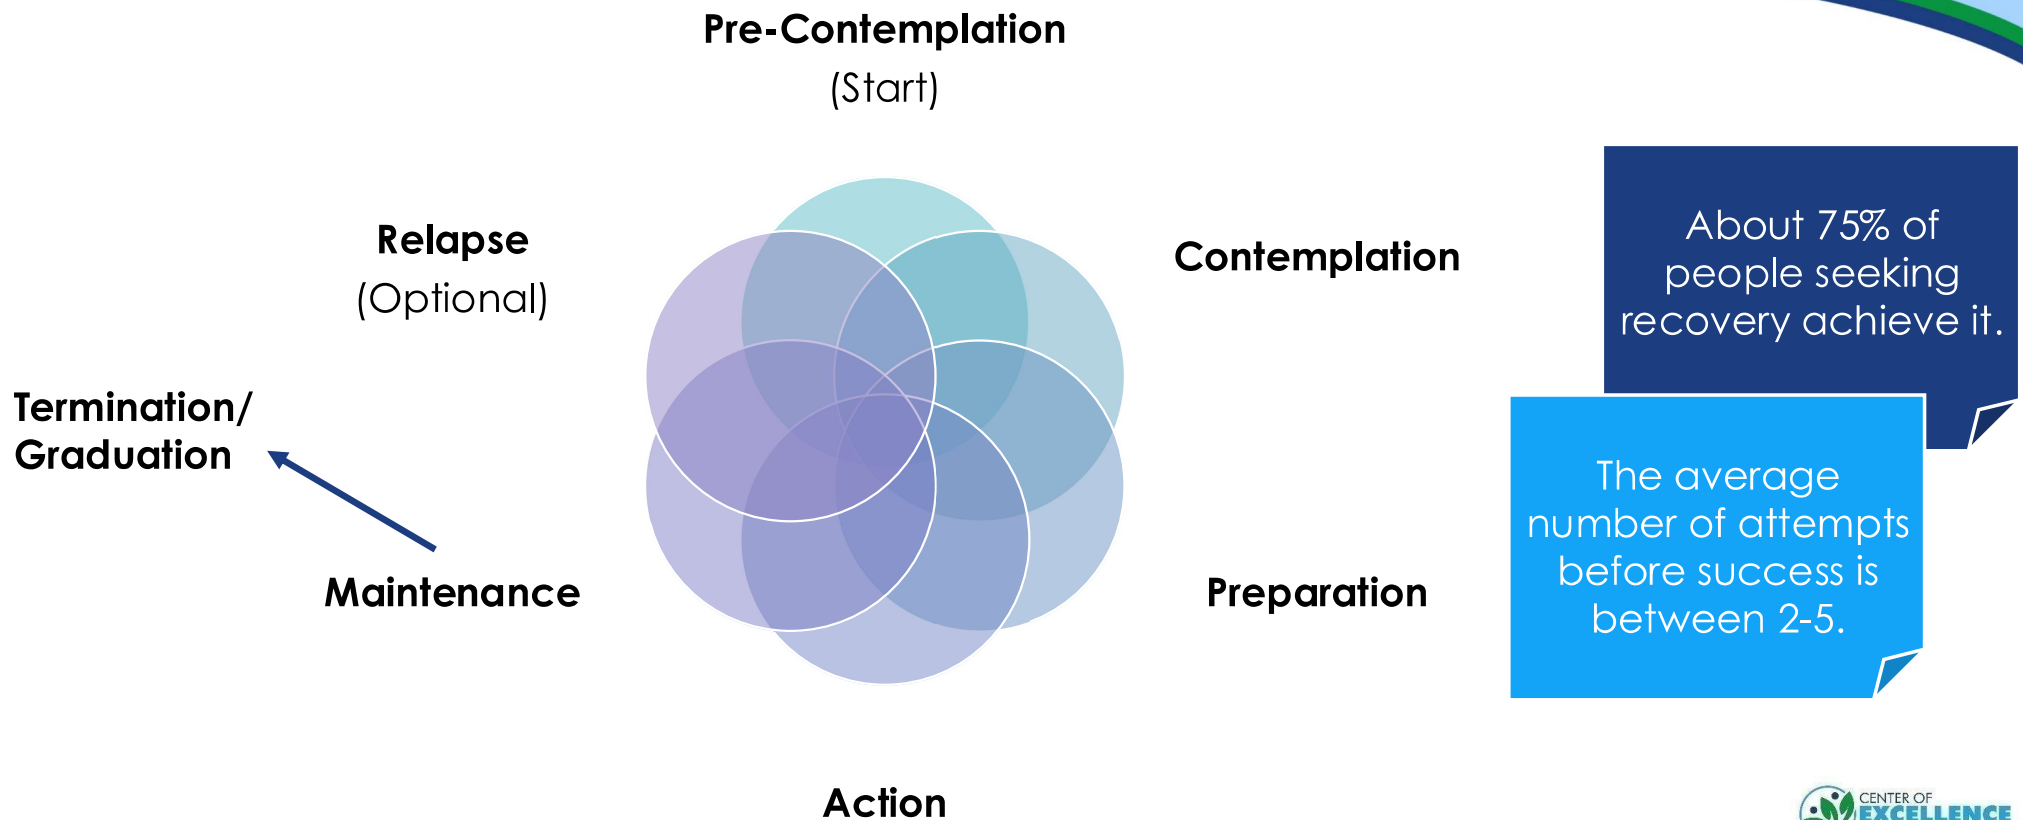 Pre-Contemplation
(Start)
Contemplation
Preparation
Action
Maintenance
Termination/
Graduation
Relapse
(Optional)
About 75% of
people seeking
recovery achieve it.
The average
number of attempts
before success is
between 2-5.
CENTER OF
EXCELLENCE